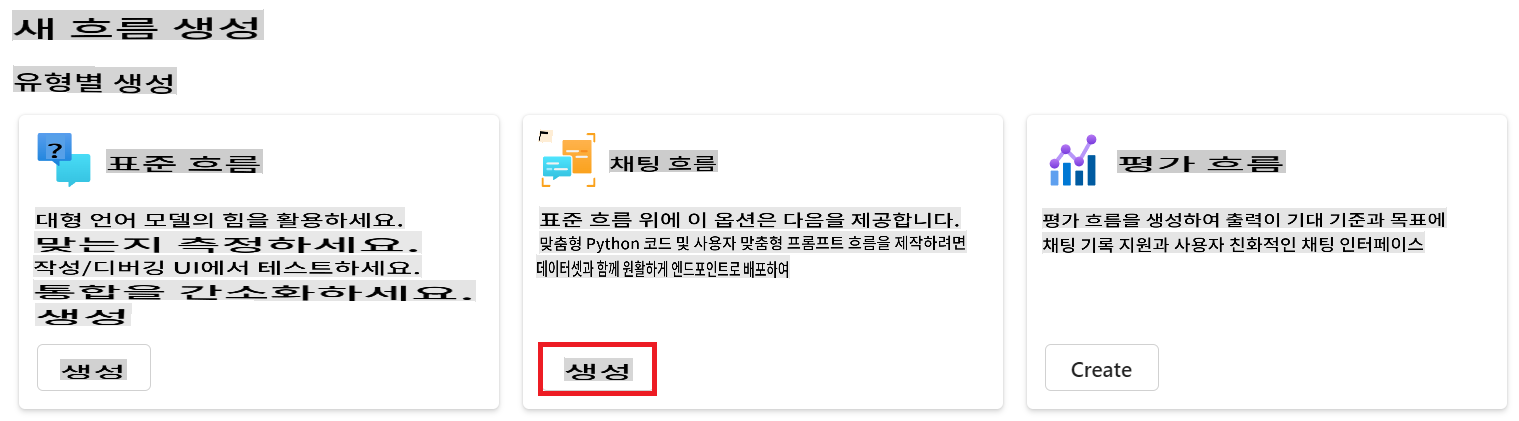 새 흐름 생성
유형별 생성
표준 흐름
대형 언어 모델의 힘을 활용하세요.
맞는지 측정하세요.
작성/디버깅 UI에서 테스트하세요.
통합을 간소화하세요.
생성
생성
채팅 흐름
표준 흐름 위에 이 옵션은 다음을 제공합니다.
맞춤형 Python 코드 및 사용자 맞춤형 프롬프트 흐름을 제작하려면
데이터셋과 함께 원활하게 엔드포인트로 배포하여
생성
평가 흐름
평가 흐름을 생성하여 출력이 기대 기준과 목표에
채팅 기록 지원과 사용자 친화적인 채팅 인터페이스
Create